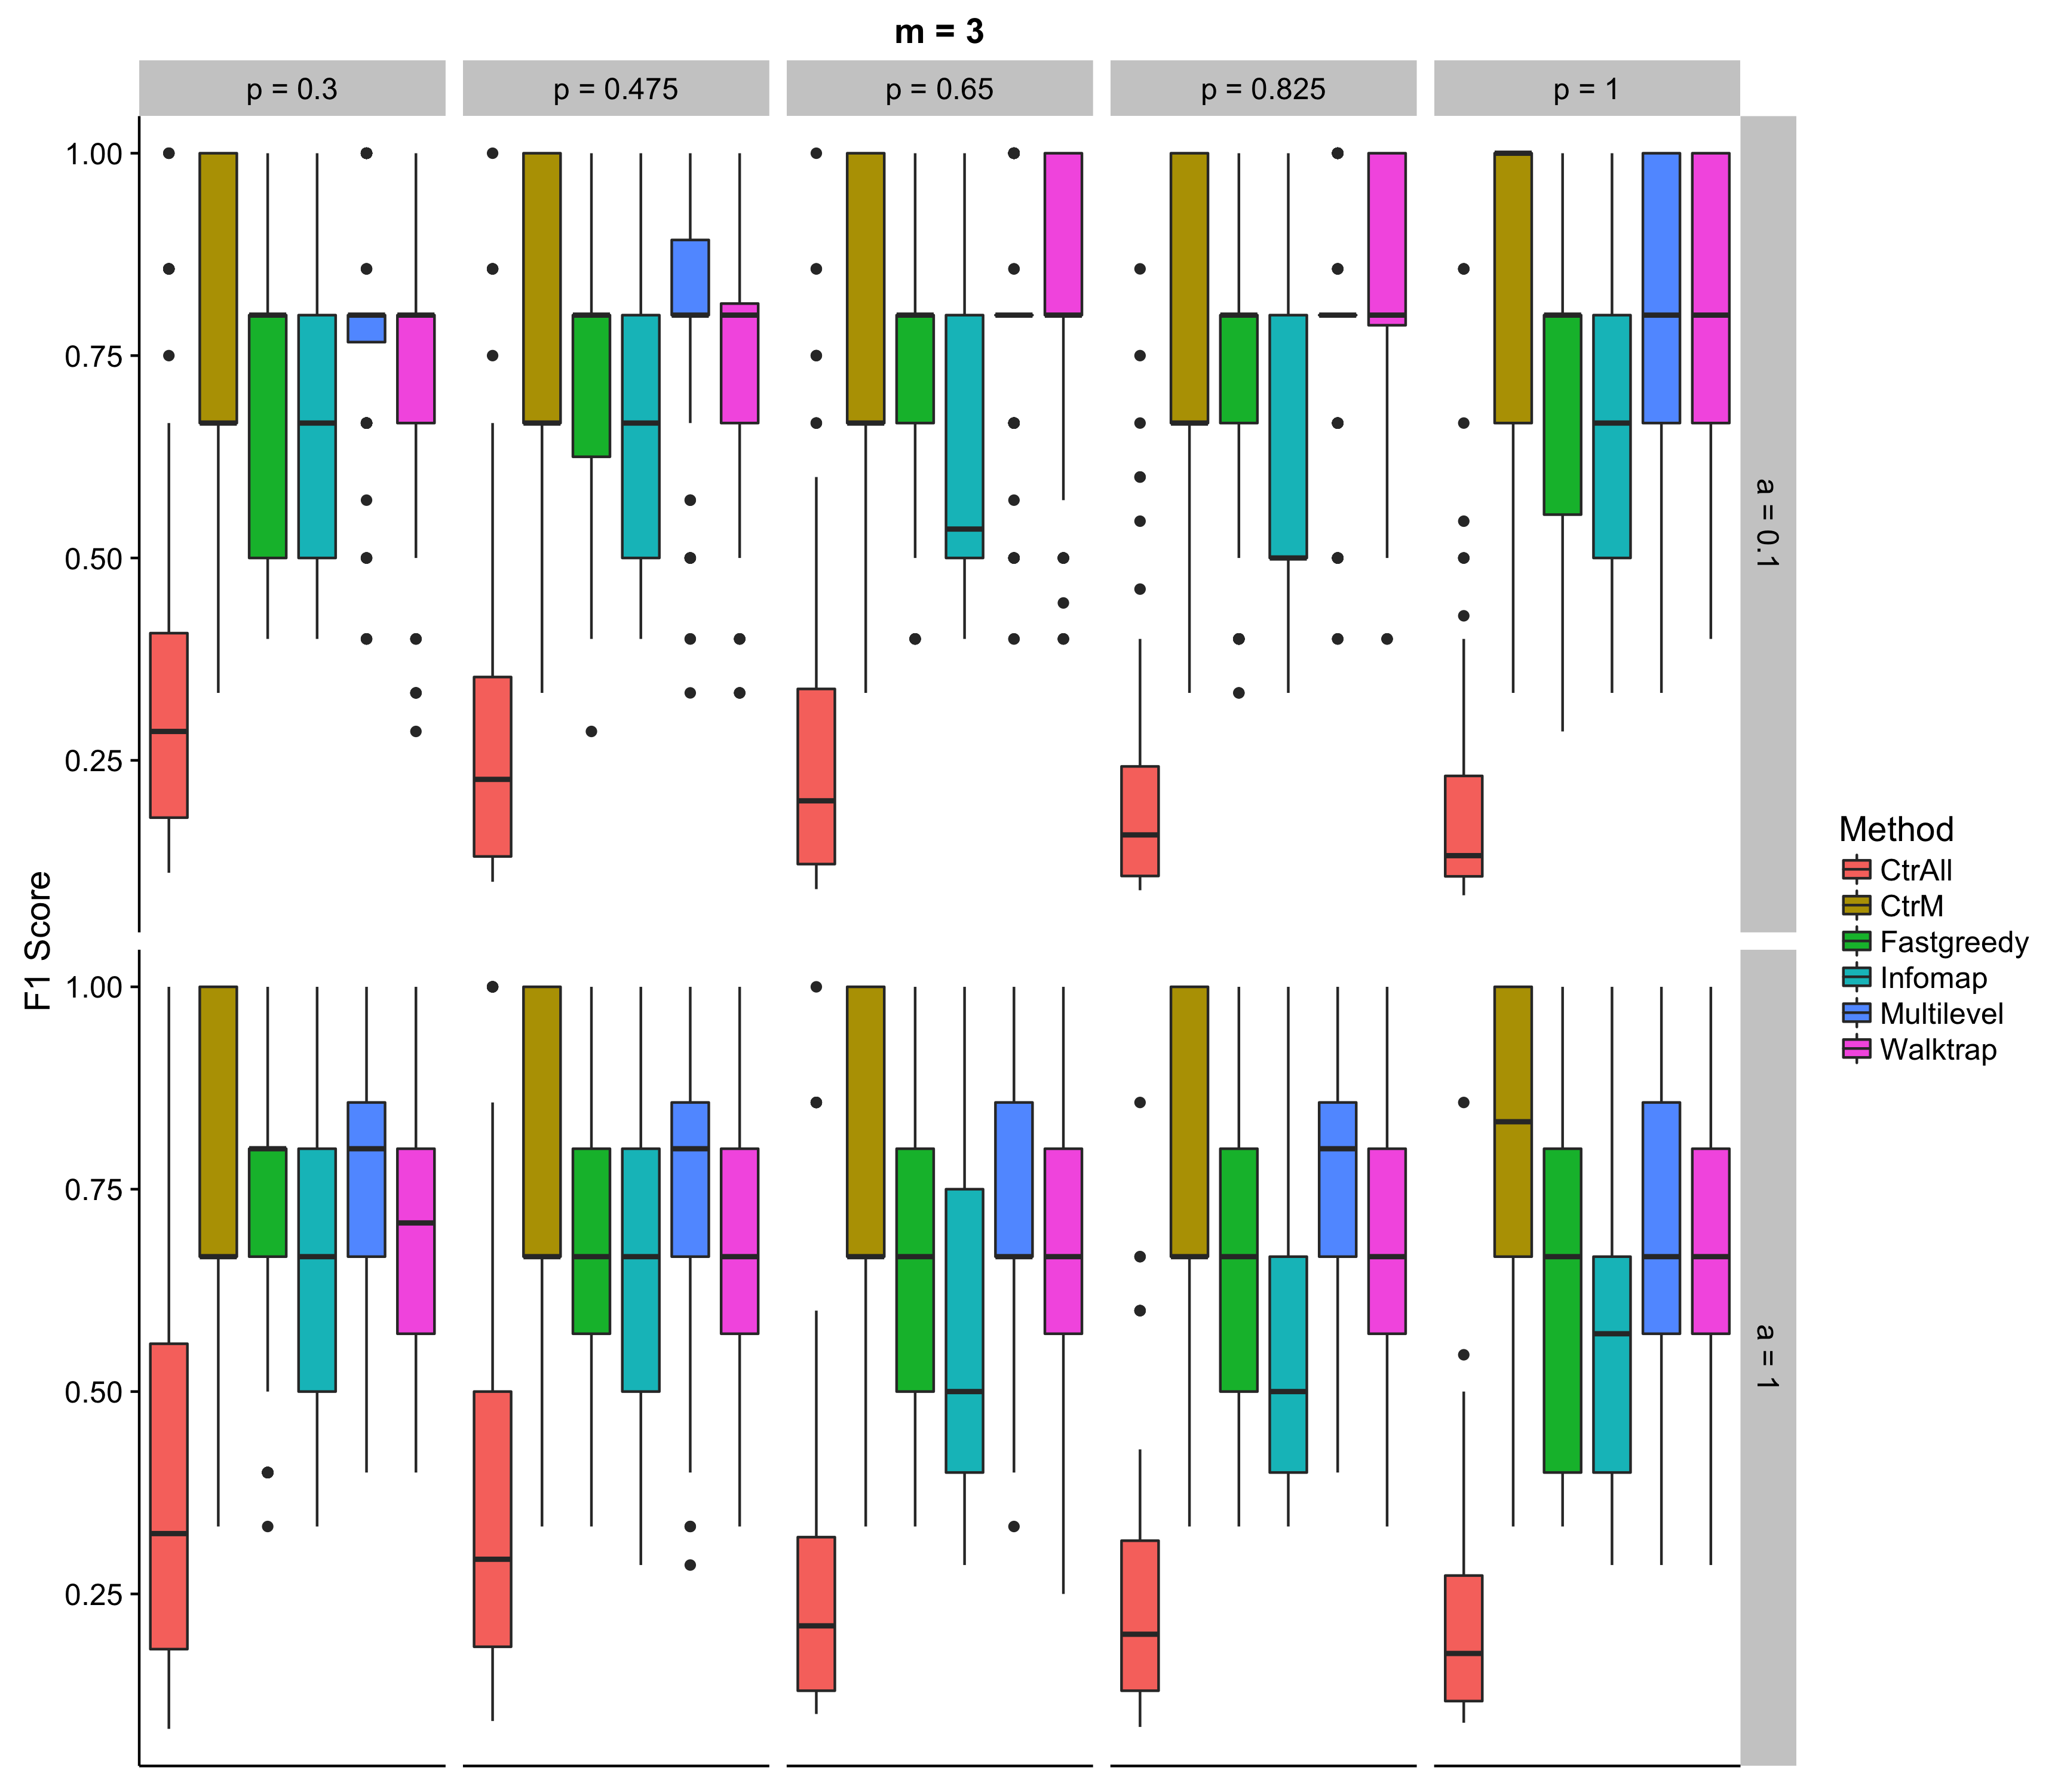 m = 3
p = 0.3
p = 0.475
p = 0.65
p = 0.825
p = 1
1.00
0.75
0.50
0.25
a = 0.1
1.00
0.75
0.50
0.25
a = 1
F1 Score
Method
CtrAll
CtrM
Fastgreedy
Infomap
Multilevel
Walktrap